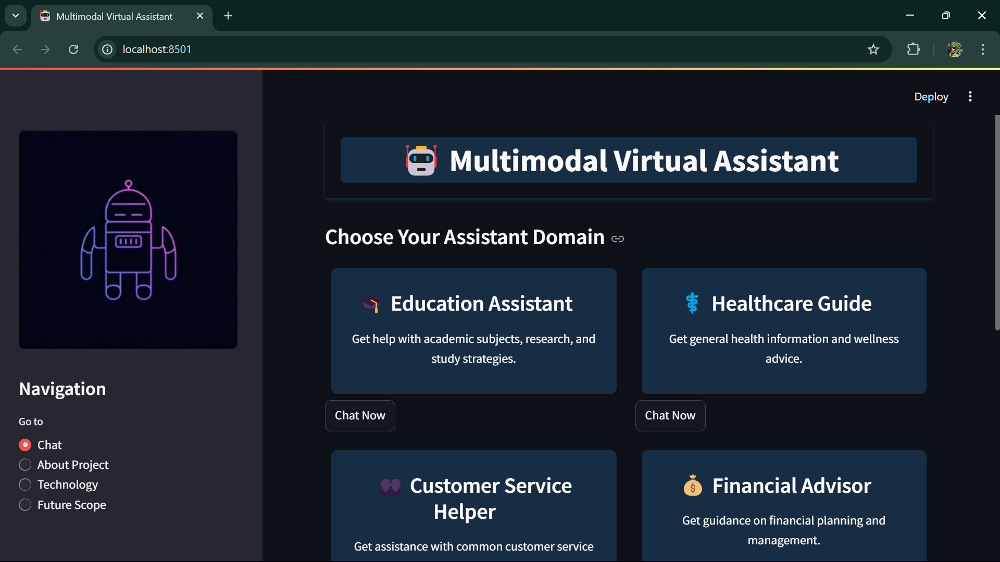 Multimodal Virtual Assistant
localhost:8501
Deploy
Multimodal Virtual Assistant
Choose Your Assistant Domain
Education Assistant
Get help with academic subjects, research, and
study strategies.
Chat Now
Healthcare Guide
Get general health information and wellness
advice.
Chat Now
Customer Service
Helper
Get assistance with common customer service
Financial Advisor
Get guidance on financial planning and
management.
Navigation
Go to
Chat
About Project
Technology
Future Scope